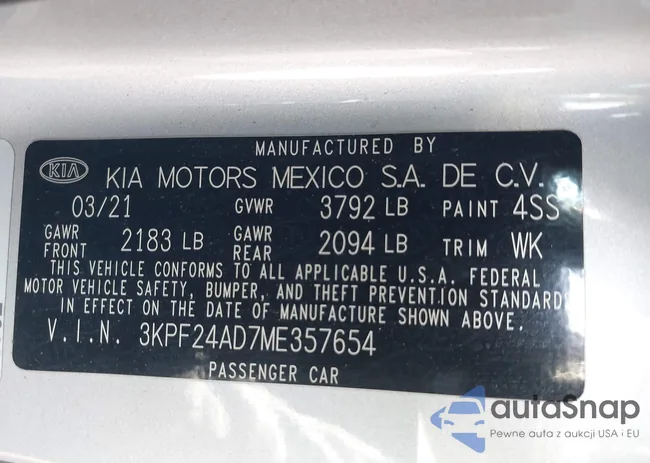 MANUFACTURED BY
KIA KIA MOTORS MEXICO S.A. DE C.V.
03/21 GVWR 3792 LB PAINT 4SS
GAWR FRONT 2183 LB GAWR REAR 2094 LB TRIM WK
THIS VEHICLE CONFORMS TO ALL APPLICABLE U.S.A. FEDERAL
MOTOR VEHICLE SAFETY, BUMPER, AND THEFT PREVENTION STANDARD
IN EFFECT ON THE DATE OF MANUFACTURE SHOWN ABOVE.
V.I.N. 3KPF24AD7ME357654
PASSENGER CAR
autoSnap
Pewne auta z aukcji USA i EU